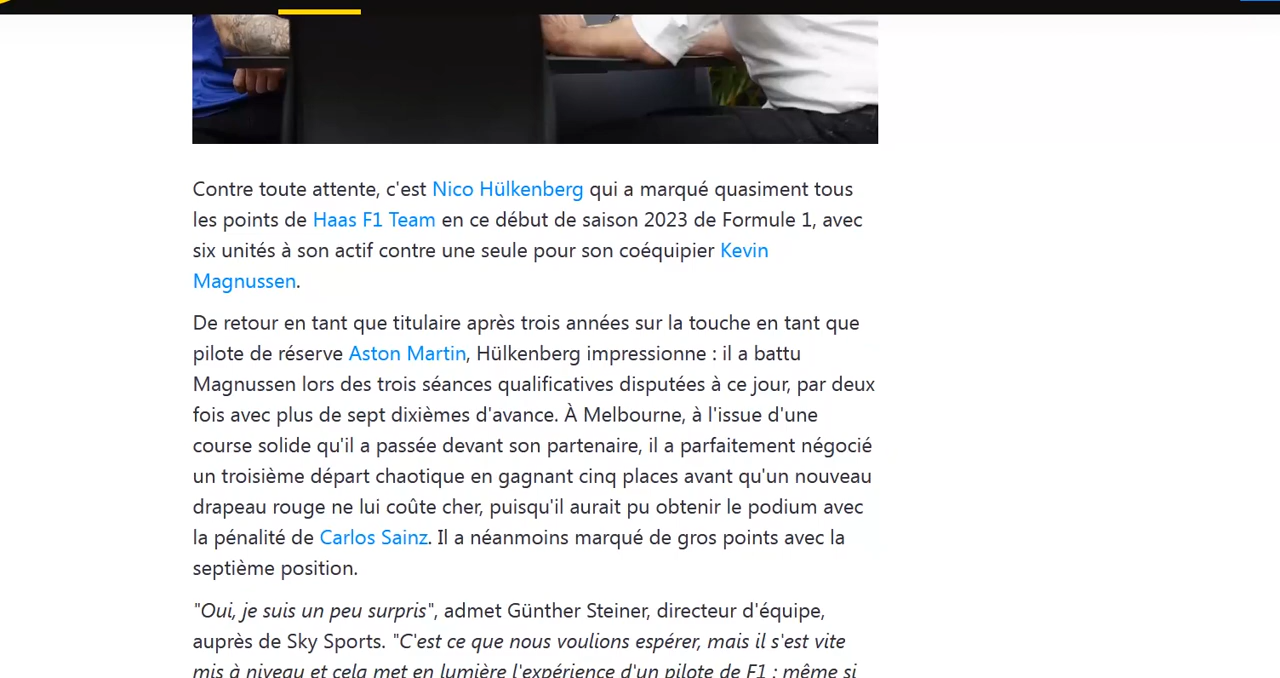 Contre toute attente, c'est Nico Hülkenberg qui a marqué quasiment tous
les points de Haas F1 Team en ce début de saison 2023 de Formule 1, avec
six unités à son actif contre une seule pour son coéquipier Kevin
Magnussen.
De retour en tant que titulaire après trois années sur la touche en tant que
pilote de réserve Aston Martin, Hülkenberg impressionne : il a battu
Magnussen lors des trois séances qualificatives disputées à ce jour, par deux
fois avec plus de sept dixièmes d'avance. À Melbourne, à l'issue d'une
course solide qu'il a passée devant son partenaire, il a parfaitement négocié
un troisième départ chaotique en gagnant cinq places avant qu'un nouveau
drapeau rouge ne lui coûte cher, puisqu'il aurait pu obtenir le podium avec
la pénalité de Carlos Sainz. Il a néanmoins marqué de gros points avec la
septième position.
"Oui, je suis un peu surpris", admet Günther Steiner, directeur d'équipe,
auprès de Sky Sports. "C'est ce que nous voulions espérer, mais il s'est vite
mis à niveau et cela met en lumière l'expérience d'un pilote de F1 : même si